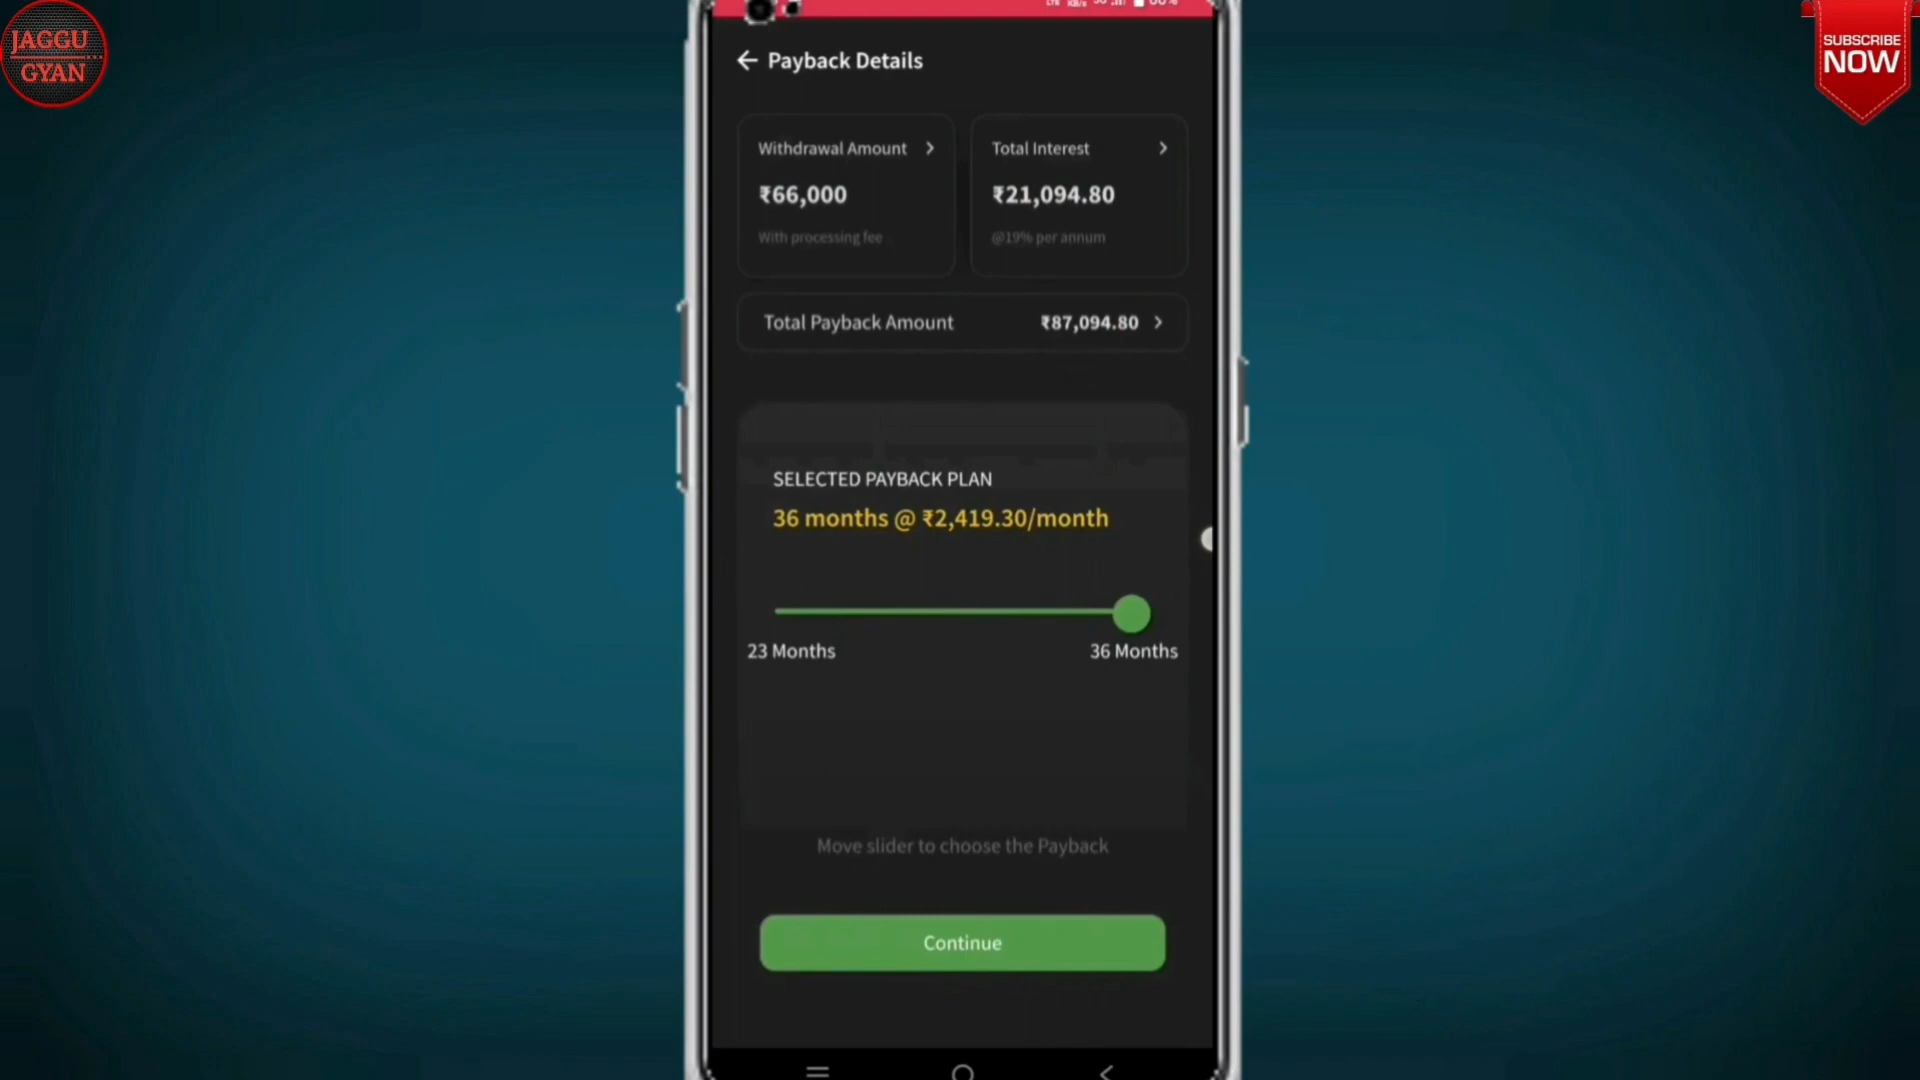 JAGGU
GYAN
SUBSCRIBE
NOW
Payback Details
Withdrawal Amount
₹66,000
With processing fee
Total Interest
₹21,094.80
@19% per annum
Total Payback Amount ₹87,094.80
SELECTED PAYBACK PLAN
36 months @ ₹2,419.30/month
23 Months 36 Months
Move slider to choose the Payback
Continue